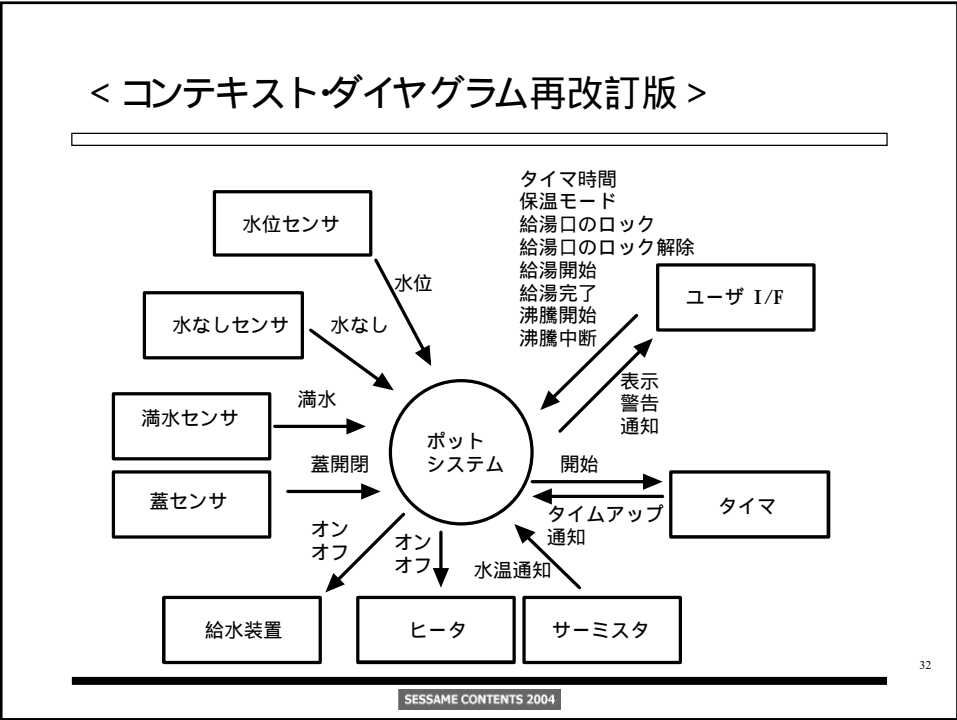 < コンテキスト・ダイヤグラム再改訂版 >
タイマ時間
保温モード
給湯口のロック
給湯口のロック解除
給湯開始
給湯完了
沸騰開始
沸騰中断
水位センサ
水位
ユーザ I/F
水なしセンサ
水なし
表示
警告
通知
満水センサ
満水
ポット
システム
蓋開閉
蓋センサ
開始
タイマ
タイムアップ
通知
オン
オフ
オン
オフ
水温通知
給水装置
ヒータ
サーミスタ
32
SESSAME CONTENTS 2004